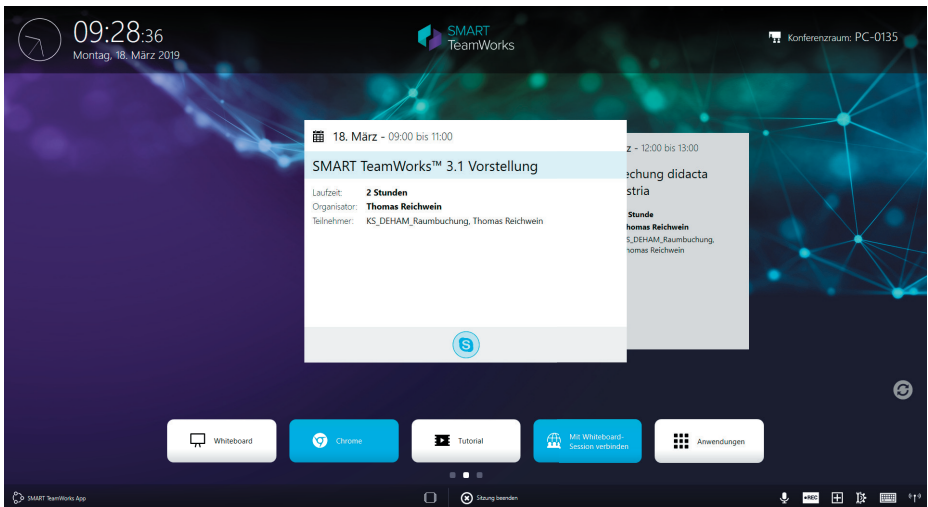 09:28:36
Montag, 18. März 2019
SMART
TeamWorks
Konferenzraum: PC-0135
18. März - 09:00 bis 11:00
SMART TeamWorks™ 3.1 Vorstellung
Laufzeit: 2 Stunden
Organisator: Thomas Reichwein
Teilnehmer: KS_DEHAM_Raumbuchung, Thomas Reichwein
z - 12:00 bis 13:00
echung didacta
stria
Stunde
homas Reichwein
S_DEHAM_Raumbuchung,
homas Reichwein
S
Whiteboard
Chrome
Tutorial
Mit Whiteboard-
Session verbinden
Anwendungen
SMART TeamWorks App
Sitzung beenden
REC